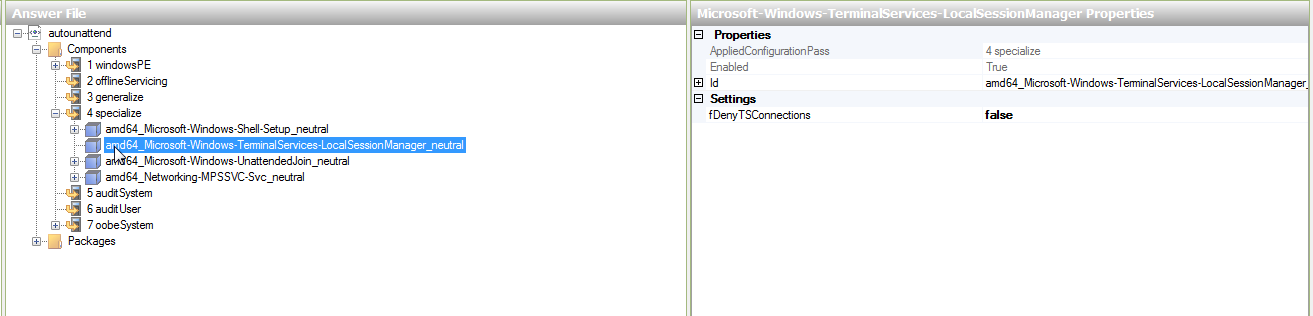 Answer File
autounattend
Components
1 windowsPE
2 offlineServicing
3 generalize
4 specialize
amd64_Microsoft-Windows-Shell-Setup_neutral
amd64_Microsoft-Windows-TerminalServices-LocalSessionManager_neutral
amd64_Microsoft-Windows-UnattendedJoin_neutral
amd64_Networking-MPSSVC-Svc_neutral
5 auditSystem
6 auditUser
7 oobeSystem
Packages
Microsoft-Windows-TerminalServices-LocalSessionManager Properties
Properties
AppliedConfigurationPass 4 specialize
Enabled True
Id amd64_Microsoft-Windows-TerminalServices-LocalSessionManager_
Settings
fDenyTSConnections false